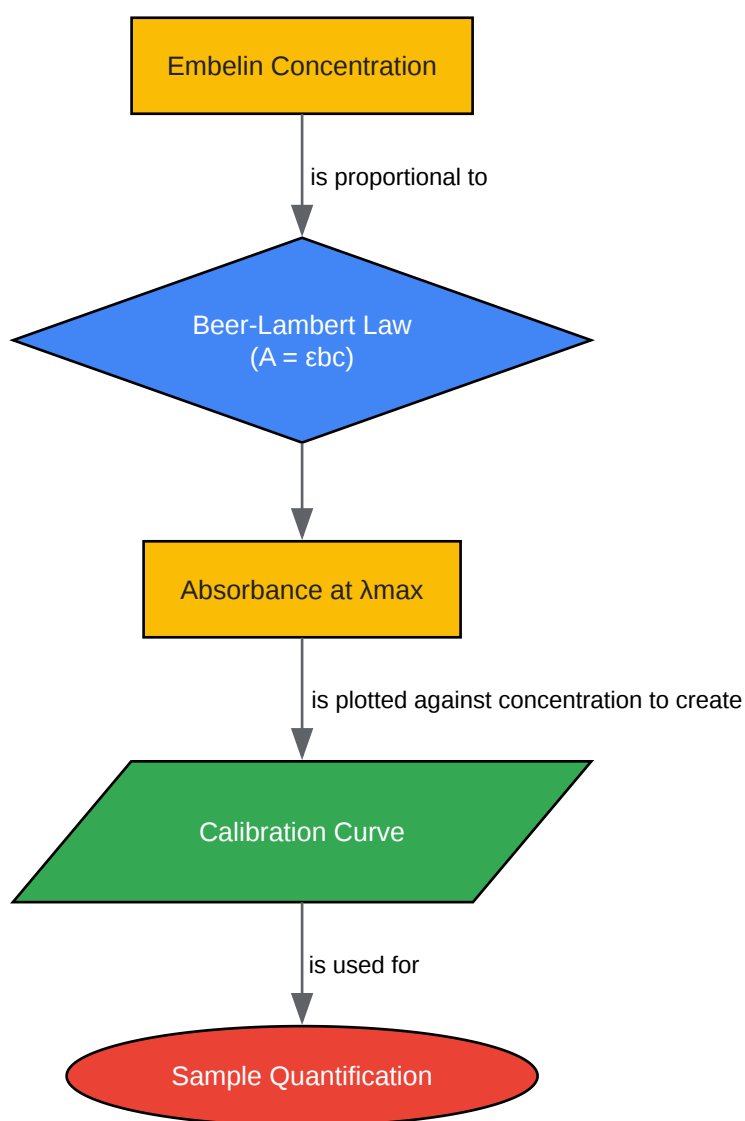 Embelin Concentration
is proportional to
Beer-Lambert Law
(A = εbc)
Absorbance at λmax
is plotted against concentration to create
Calibration Curve
is used for
Sample Quantification